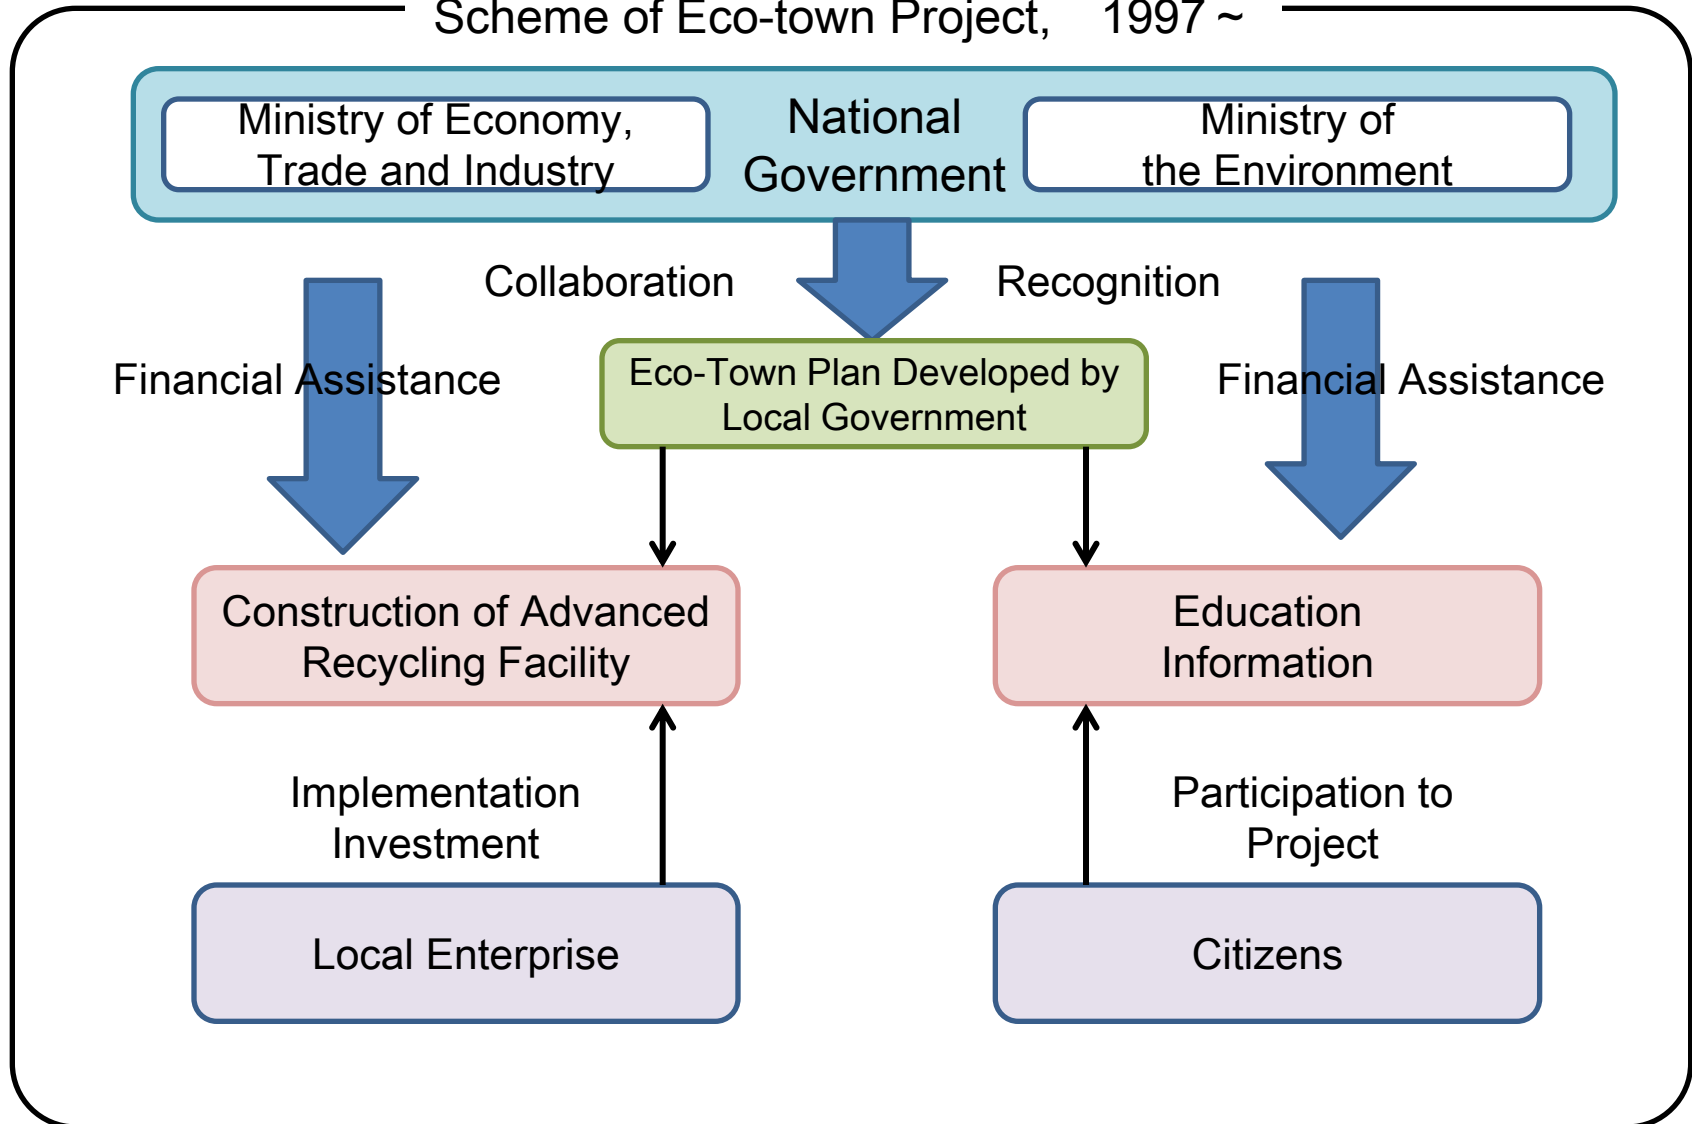 Scheme of Eco-town Project, 1997 ~
Ministry of Economy,
Trade and Industry
National
Government
Ministry of
the Environment
Collaboration
Recognition
Financial Assistance
Eco-Town Plan Developed by
Local Government
Financial Assistance
Construction of Advanced
Recycling Facility
Education
Information
Implementation
Investment
Participation to
Project
Local Enterprise
Citizens